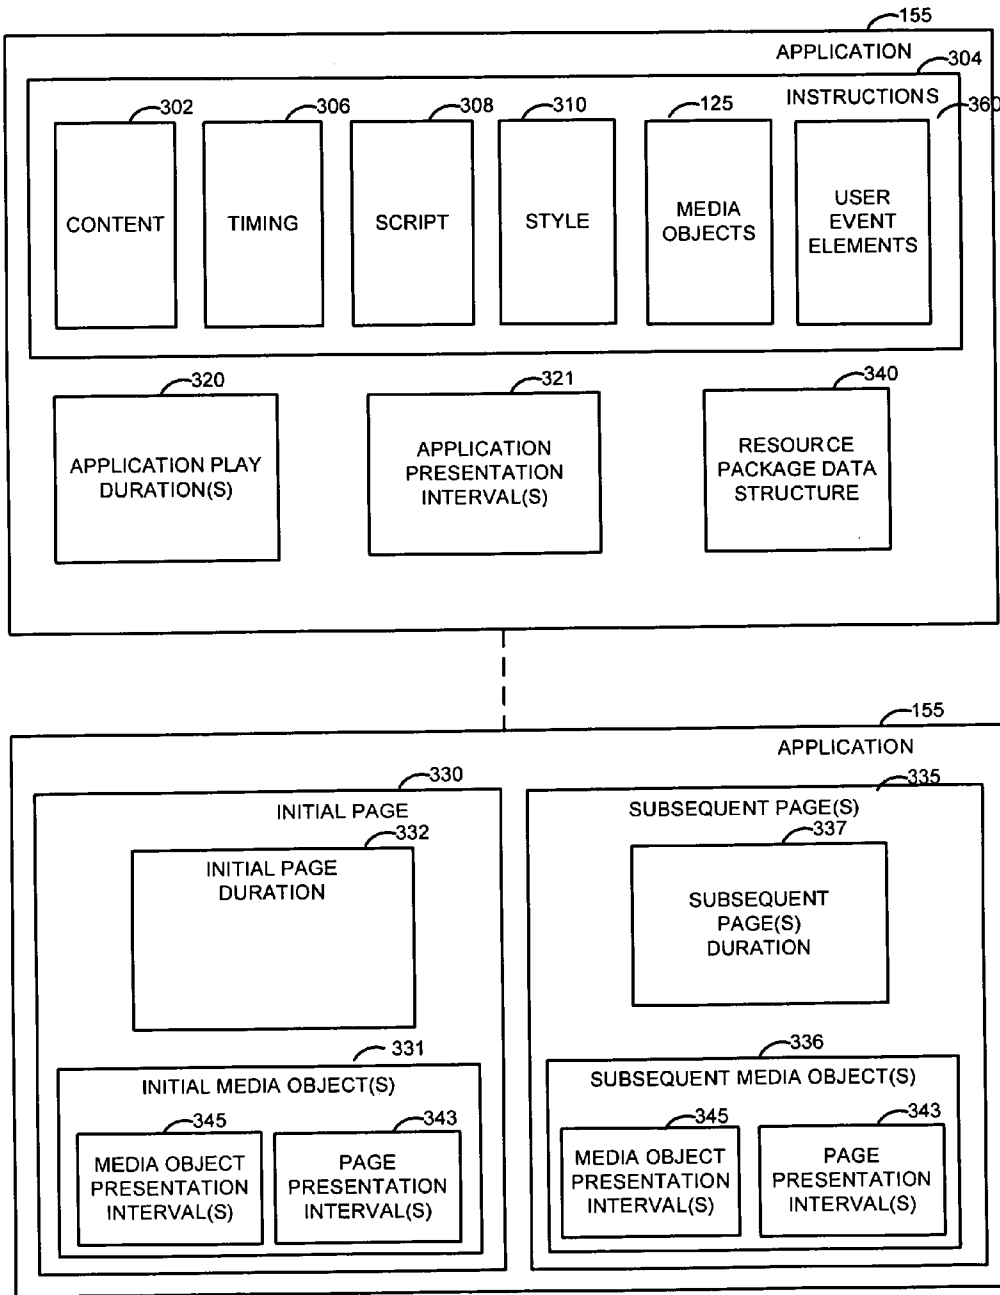 155
APPLICATION
304
INSTRUCTIONS
302
306
308
310
125
360
CONTENT
TIMING
SCRIPT
STYLE
MEDIA
OBJECTS
USER
EVENT
ELEMENTS
320
321
340
APPLICATION PLAY
DURATION(S)
APPLICATION
PRESENTATION
INTERVAL(S)
RESOURCE
PACKAGE DATA
STRUCTURE
155
APPLICATION
330
INITIAL PAGE
332
INITIAL PAGE
DURATION
331
INITIAL MEDIA OBJECT(S)
345
MEDIA OBJECT
PRESENTATION
INTERVAL(S)
343
PAGE
PRESENTATION
INTERVAL(S)
335
SUBSEQUENT PAGE(S)
337
SUBSEQUENT
PAGE(S)
DURATION
336
SUBSEQUENT MEDIA OBJECT(S)
345
MEDIA OBJECT
PRESENTATION
INTERVAL(S)
343
PAGE
PRESENTATION
INTERVAL(S)